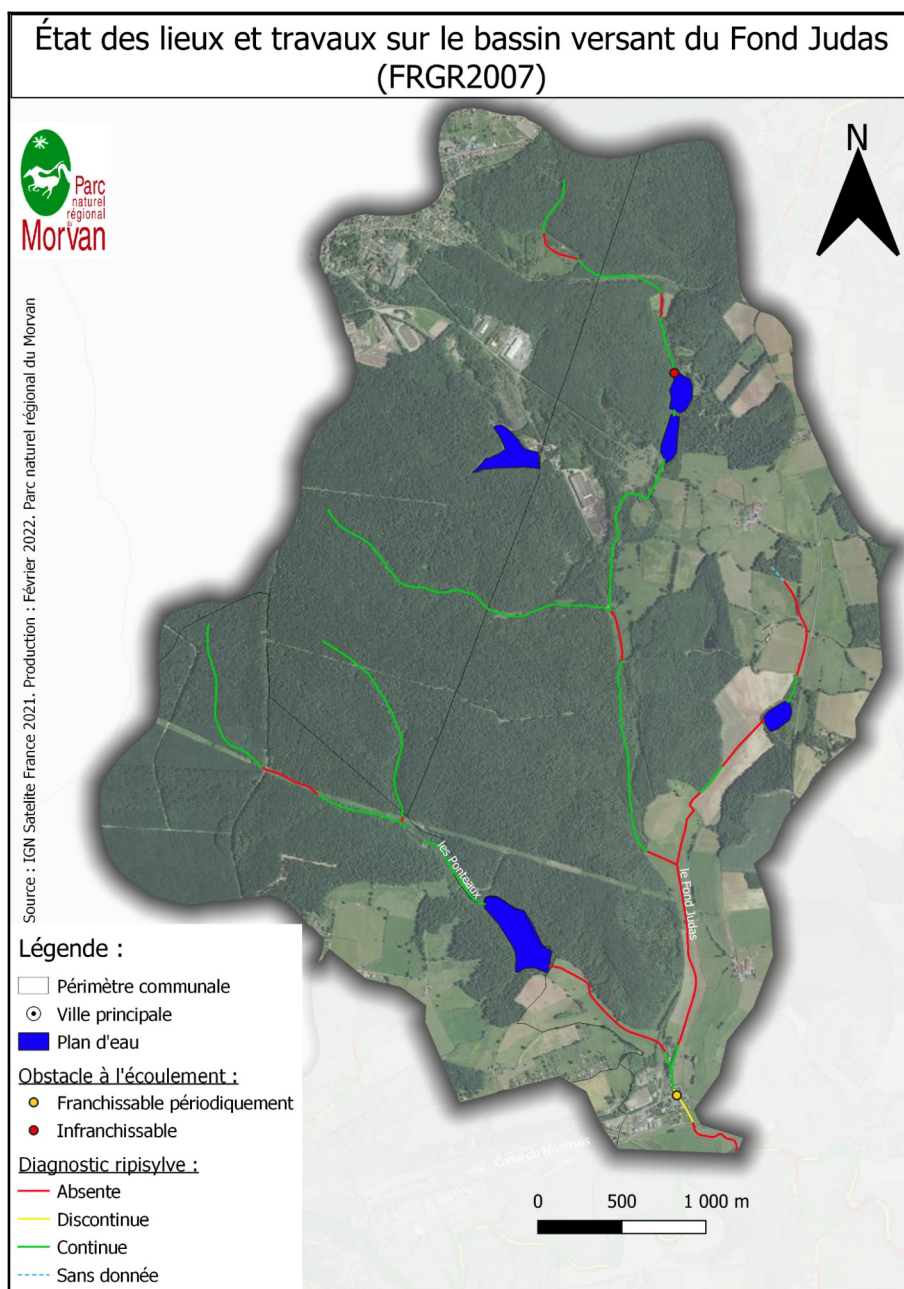 État des lieux et travaux sur le bassin versant du Fond Judas
(FRGR2007)
Parc
naturel
régional
du
Morvan
N
Source : IGN Satelite France 2021. Production : Février 2022. Parc naturel régional du Morvan
les Ponteaux
le Fond Judas
Canal du Nivernais
Légende :
Périmètre communale
Ville principale
Plan d'eau
Obstacle à l'écoulement :
Franchissable périodiquement
Infranchissable
Diagnostic ripisylve :
Absente
Discontinue
Continue
Sans donnée
0 500 1 000 m